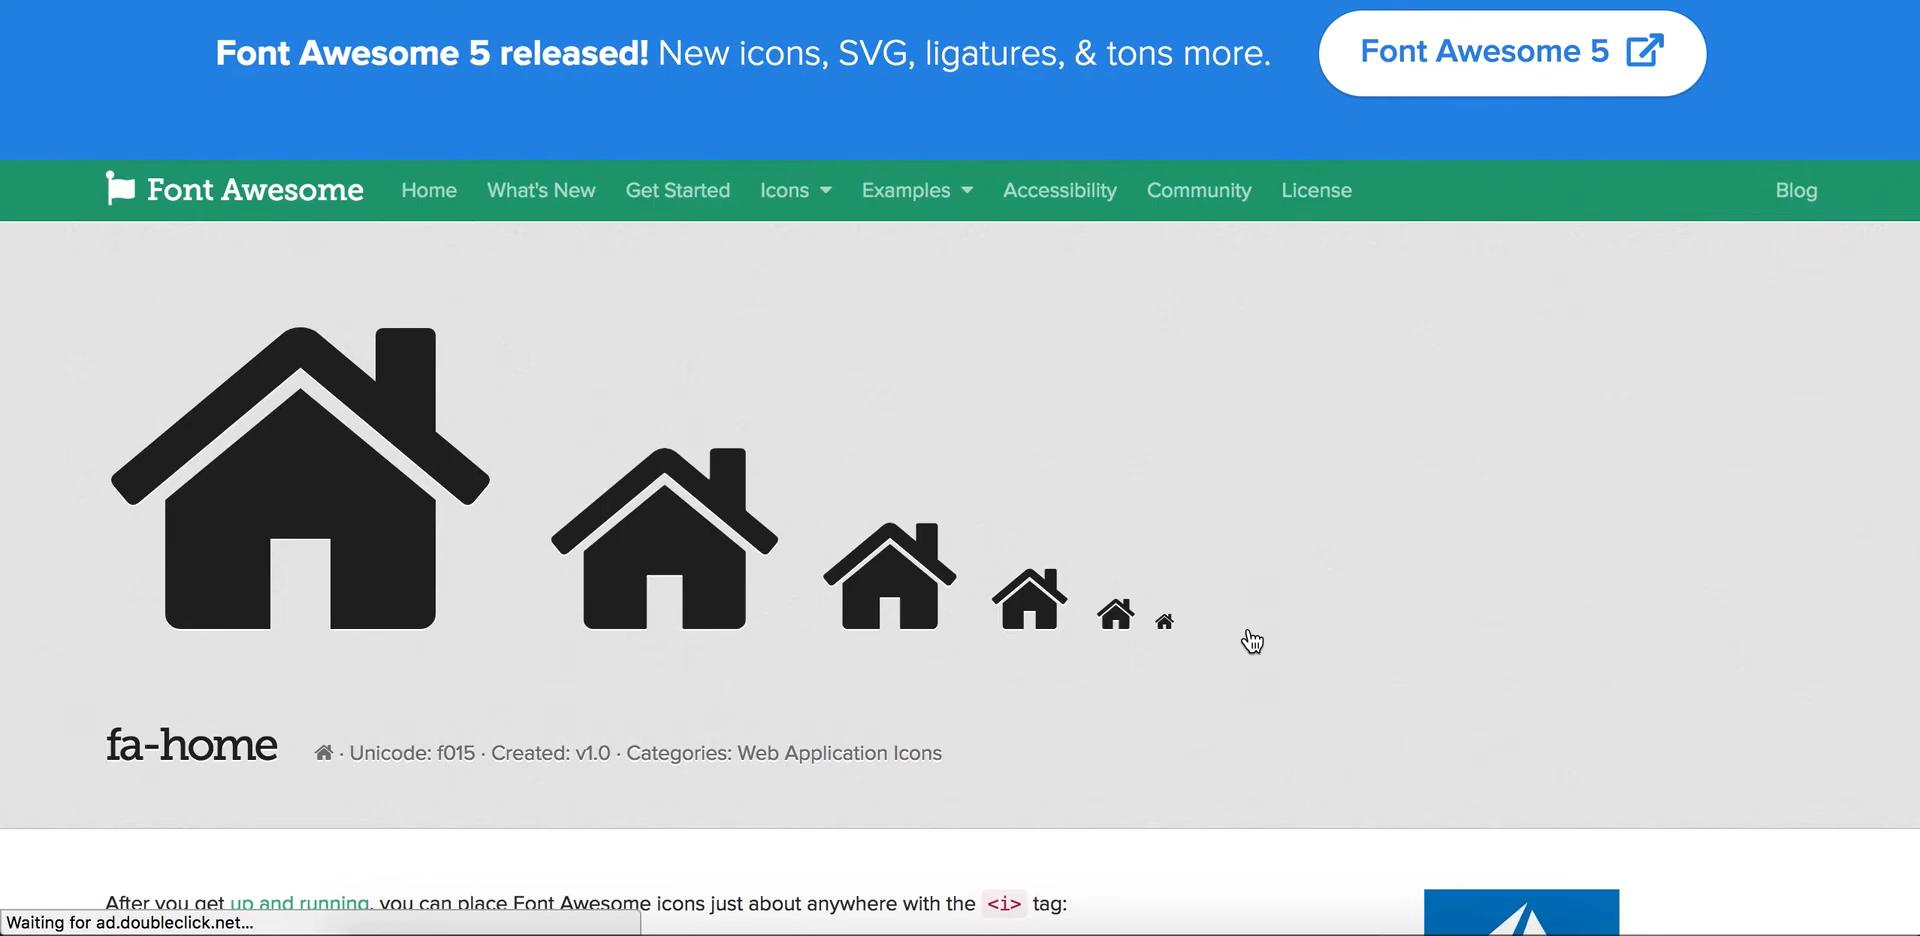 Font Awesome 5 released! New icons, SVG, ligatures, & tons more.
Font Awesome 5
Font Awesome Home What's New Get Started Icons Examples Accessibility Community License Blog
fa-home · Unicode: f015 · Created: v1.0 · Categories: Web Application Icons
After you get up and running, you can place Font Awesome icons just about anywhere with the <i> tag:
Waiting for ad.doubleclick.net...